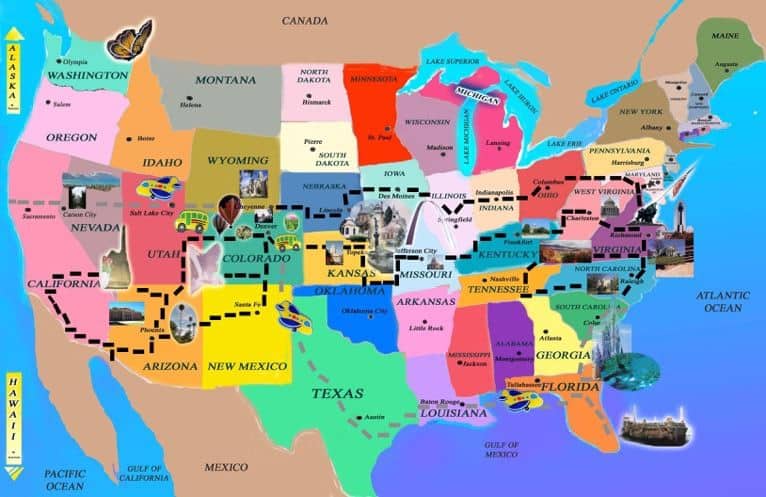 CANADA
ALASKA
Olympia
WASHINGTON
Salem
OREGON
Boise
IDAHO
MONTANA
Helena
NORTH
DAKOTA
Bismarck
MINNESOTA
St. Paul
LAKE SUPERIOR
MICHIGAN
LAKE HURON
LAKE MICHIGAN
Lansing
WISCONSIN
Madison
LAKE ONTARIO
LAKE ERIE
MAINE
Augusta
NEW YORK
Albany
PENNSYLVANIA
Harrisburg
MARYLAND
Pierre
SOUTH
DAKOTA
WYOMING
Cheyenne
NEBRASKA
Lincoln
IOWA
Des Moines
ILLINOIS
Springfield
Indianapolis
INDIANA
Columbus
OHIO
WEST VIRGINIA
Charleston
Richmond
VIRGINIA
Sacramento
Carson City
NEVADA
CALIFORNIA
Salt Lake City
UTAH
Denver
COLORADO
Topeka
KANSAS
Jefferson City
MISSOURI
Frankfort
KENTUCKY
Nashville
TENNESSEE
NORTH CAROLINA
Raleigh
SOUTH CAROLINA
Phoenix
ARIZONA
Santa Fe
NEW MEXICO
OKLAHOMA
Oklahoma City
ARKANSAS
Little Rock
MISSISSIPPI
Jackson
ALABAMA
Montgomery
Atlanta
GEORGIA
Tallahassee
FLORIDA
TEXAS
Austin
Baton Rouge
LOUISIANA
ATLANTIC
OCEAN
HAWAII
PACIFIC
OCEAN
GULF OF
CALIFORNIA
MEXICO
GULF OF
MEXICO